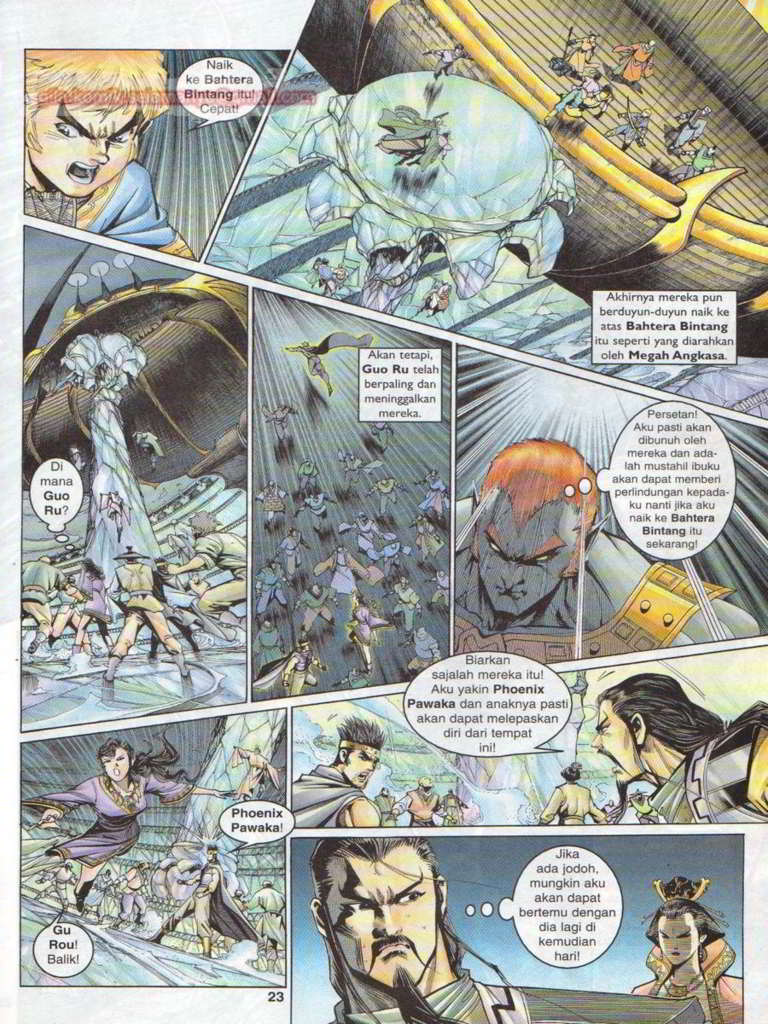 Naik
ke Bahtera
Bintang itu!
Cepat!
Akhirnya mereka pun
berduyun-duyun naik ke
atas Bahtera Bintang
itu seperti yang diarahkan
oleh Megah Angkasa.
Di
mana
Guo
Ru?
Akan tetapi,
Guo Ru telah
berpaling dan
meninggalkan
mereka.
Persetan!
Aku pasti akan
dibunuh oleh
mereka dan ada-
lah mustahil ibuku
akan dapat memberi
perlindungan kepada-
ku nanti jika aku
naik ke Bahtera
Bintang itu
sekarang!
Phoenix
Pawaka!
Gu
Rou!
Balik!
Biarkan
sajalah mereka itu!
Aku yakin Phoenix
Pawaka dan anaknya pasti
akan dapat melepaskan
diri dari tempat
ini!
Jika
ada jodoh,
mungkin aku
akan dapat
bertemu dengan
dia lagi di
kemudian
hari!
23